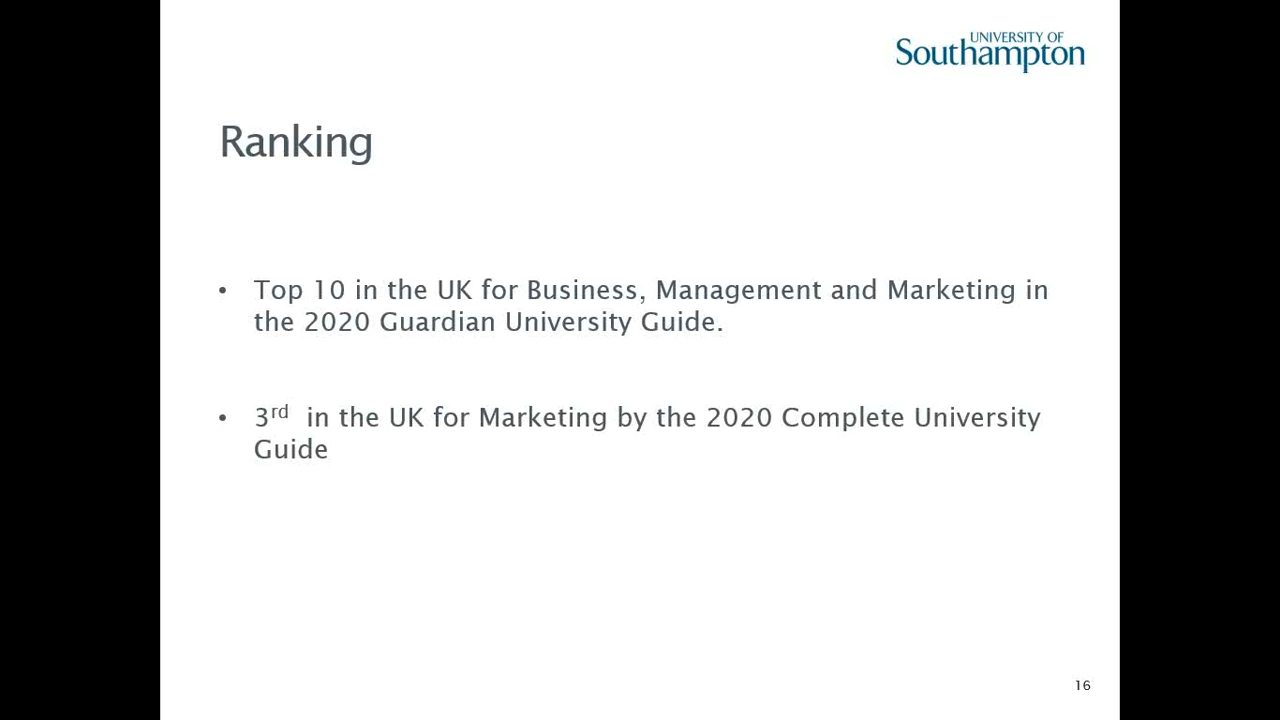 UNIVERSITY OF
Southampton
Ranking
• Top 10 in the UK for Business, Management and Marketing in
the 2020 Guardian University Guide.
• 3rd in the UK for Marketing by the 2020 Complete University
Guide
16